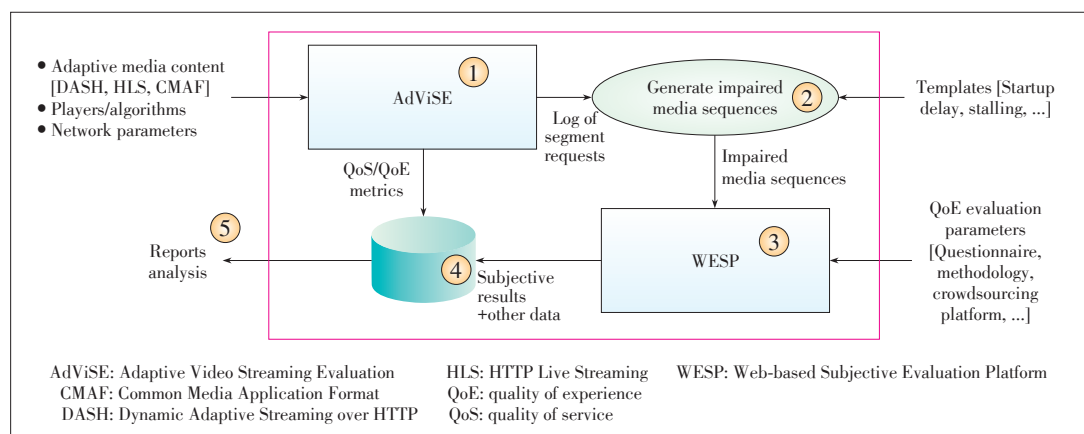 • Adaptive media content
[DASH, HLS, CMAF]
• Players/algorithms
• Network parameters
1
AdViSE
Log of
segment
requests
Generate impaired
media sequences
2
Templates [Startup
delay, stalling, ...]
QoS/QoE
metrics
Impaired
media sequences
QoE evaluation
parameters
[Questionnaire,
methodology,
crowdsourcing
platform, ...]
3
WESP
Subjective
results
+other data
4
5
Reports
analysis
AdViSE: Adaptive Video Streaming Evaluation
CMAF: Common Media Application Format
DASH: Dynamic Adaptive Streaming over HTTP
HLS: HTTP Live Streaming
QoE: quality of experience
QoS: quality of service
WESP: Web-based Subjective Evaluation Platform